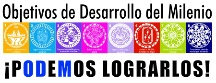 Objetivos de Desarrollo del Milenio
¡PODEMOS LOGRARLOS!